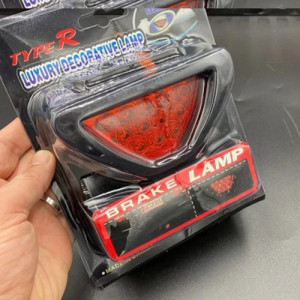 TYPE R
LUXURY DECORATIVE LAMP
BRAKE LAMP